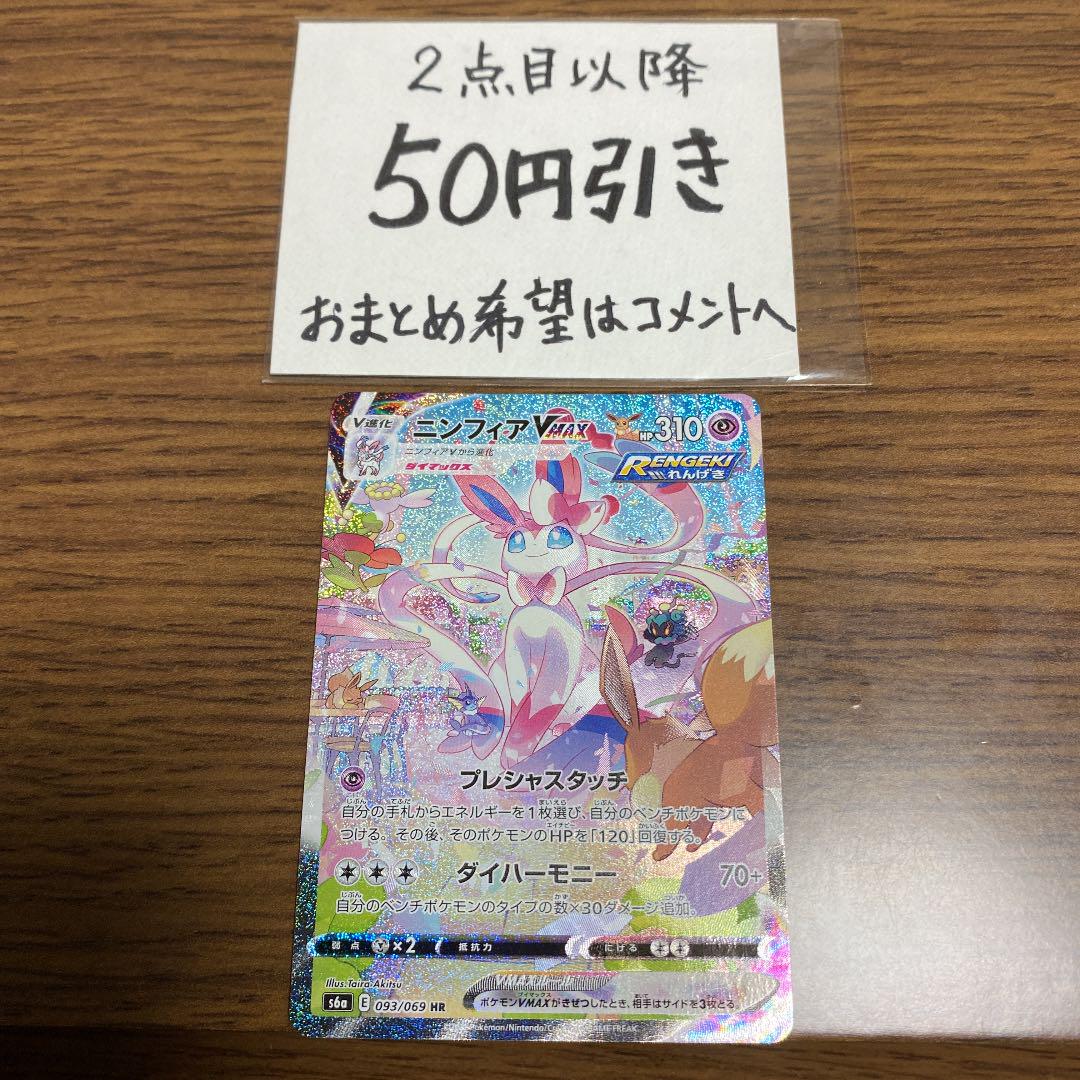 2点目以降
50円引き
おまとめ希望はコメントへ
V進化
ニンフィアVMAX
HP310
ニンフィアVから進化
ダイマックス
RENGEKI
れんげき
プレシャスタッチ
自分の手札からエネルギーを1枚選び、自分のベンチポケモンに
つける。その後、そのポケモンのHPを「120」回復する。
ダイハーモニー 70+
自分のベンチポケモンのタイプの数×30ダメージ追加。
弱点 ×2 抵抗力 にげる
Illus. Taira Akitsu
s6a E 093/069 HR
ポケモンVMAXがきぜつしたとき、相手はサイドを3枚とる
Pokémon/Nintendo/Cr GAME FREAK